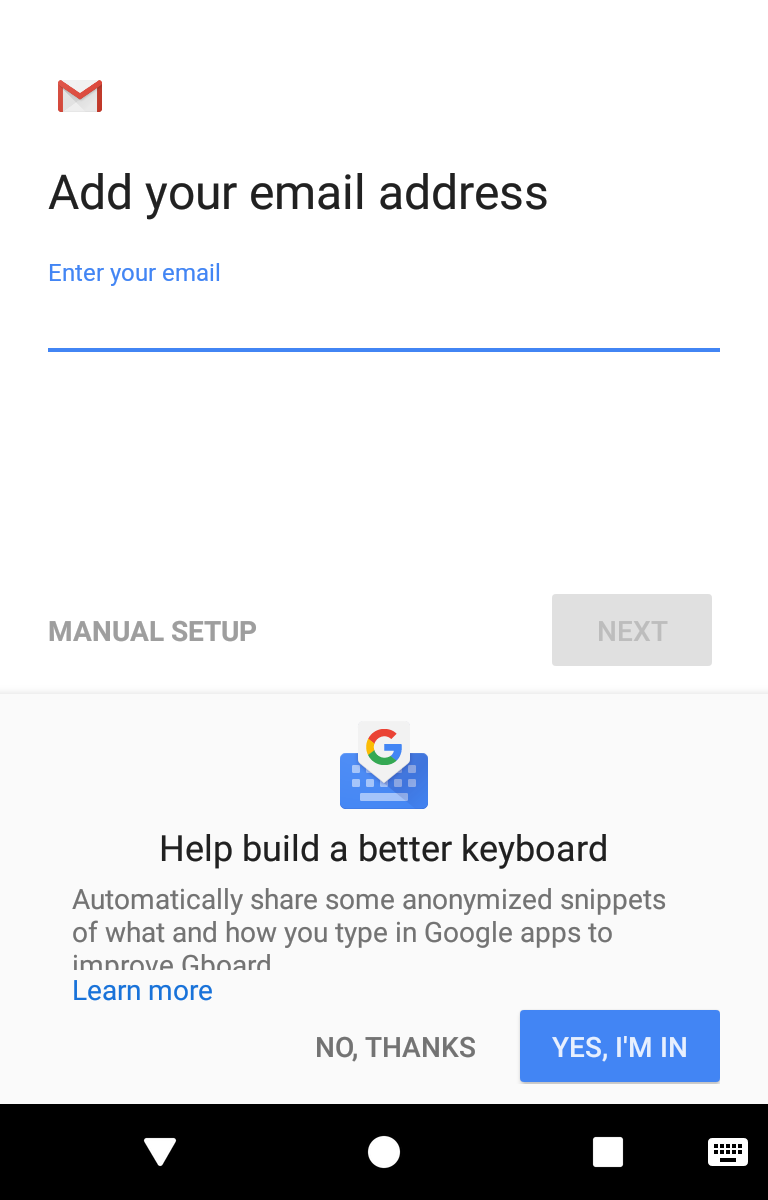 Add your email address
Enter your email
MANUAL SETUP
NEXT
Help build a better keyboard
Automatically share some anonymized snippets
of what and how you type in Google apps to
improve Gboard
Learn more
NO, THANKS
YES, I'M IN